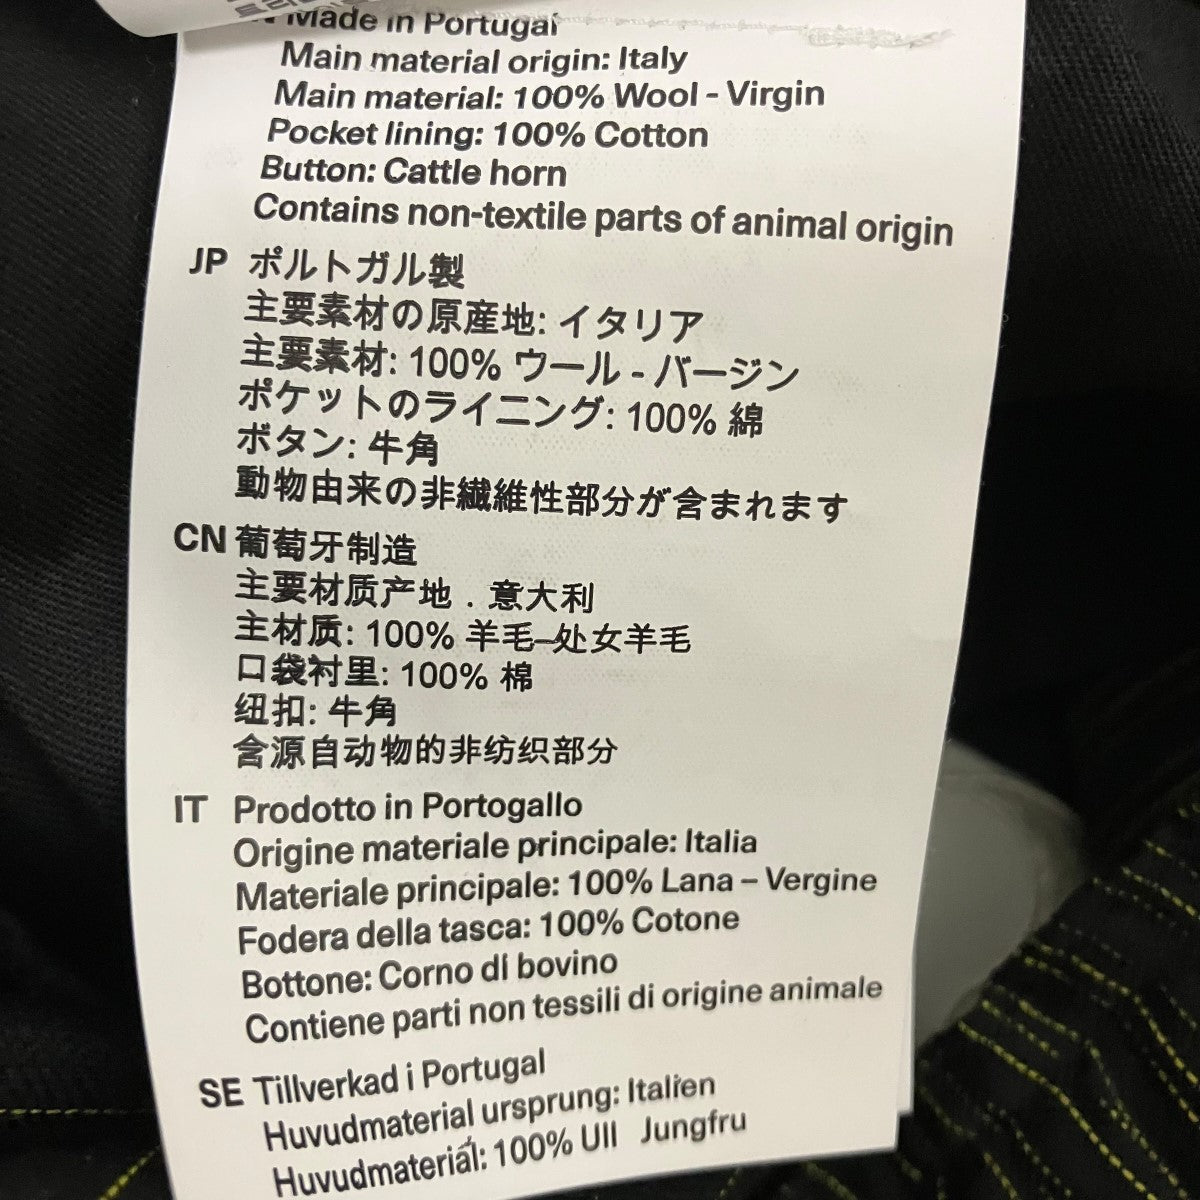 Made in Portugal
Main material origin: Italy
Main material: 100% Wool - Virgin
Pocket lining: 100% Cotton
Button: Cattle horn
Contains non-textile parts of animal origin
JP ポルトガル製
主要素材の原産地: イタリア
主要素材: 100% ウール - バージン
ポケットのライニング: 100% 綿
ボタン: 牛角
動物由来の非繊維性部分が含まれます
CN 葡萄牙制造
主要材质产地 . 意大利
主材质: 100% 羊毛–处女羊毛
口袋衬里: 100% 棉
纽扣: 牛角
含源自动物的非纺织部分
IT Prodotto in Portogallo
Origine materiale principale: Italia
Materiale principale: 100% Lana – Vergine
Fodera della tasca: 100% Cotone
Bottone: Corno di bovino
Contiene parti non tessili di origine animale
SE Tillverkad i Portugal
Huvudmaterial ursprung: Italien
Huvudmaterial: 100% Ull Jungfru